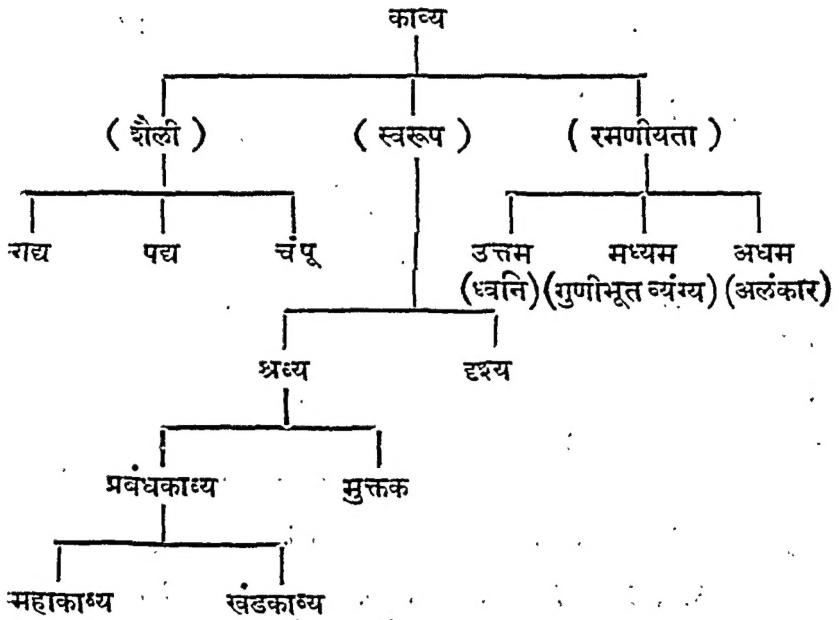 काव्य
( शैली ) ( स्वरूप ) ( रमणीयता )
गद्य पद्य चंपू उत्तम मध्यम अधम
(ध्वनि) (गुणीभूत व्यंग्य) (अलंकार)
श्रव्य दृश्य
प्रबंधकाव्य मुक्तक
महाकाव्य खंडकाव्य